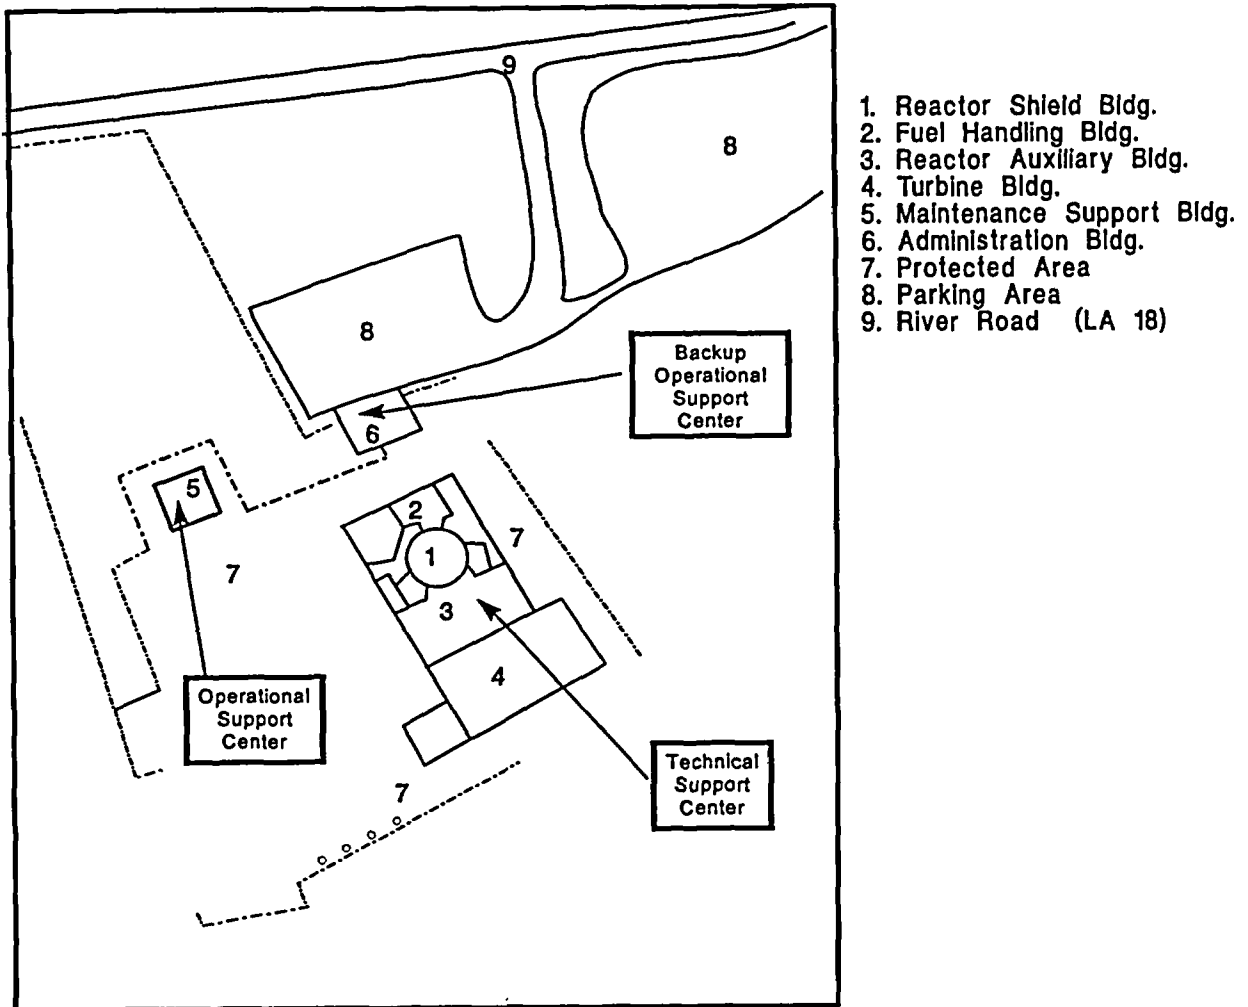 9
1. Reactor Shield Bldg.
2. Fuel Handling Bldg.
3. Reactor Auxiliary Bldg.
4. Turbine Bldg.
5. Maintenance Support Bldg.
6. Administration Bldg.
7. Protected Area
8. Parking Area
9. River Road (LA 18)
8
8
Backup
Operational
Support
Center
6
5
2
7
1
7
3
4
Operational
Support
Center
Technical
Support
Center
7